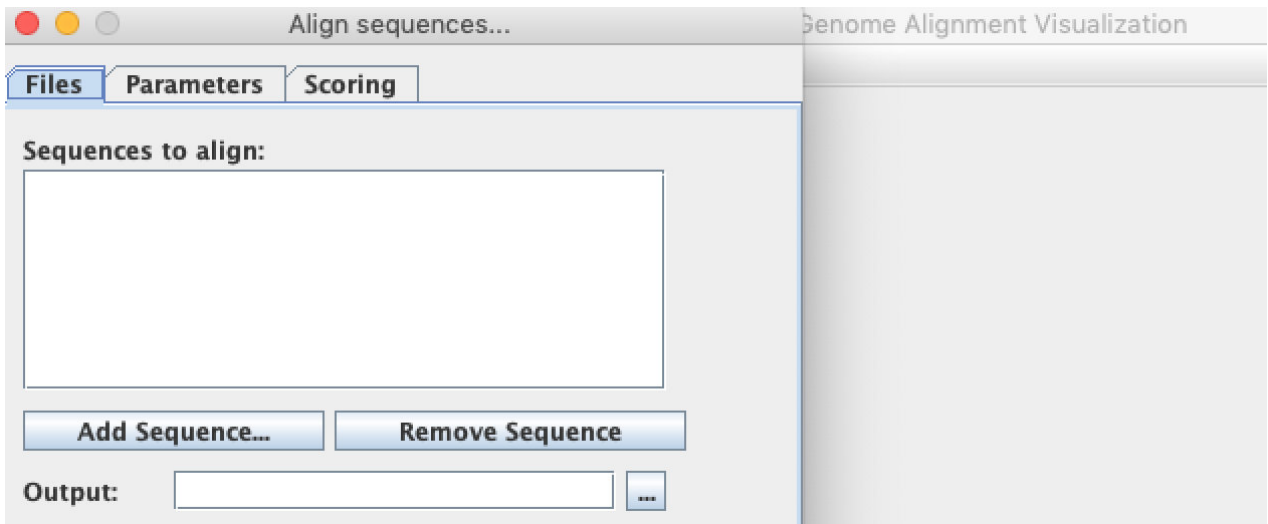 Align sequences...
Genome Alignment Visualization
Files
Parameters
Scoring
Sequences to align:
Add Sequence...
Remove Sequence
Output:
...